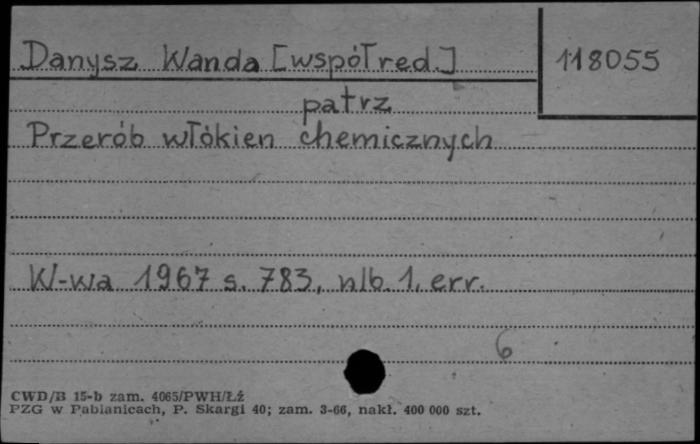 Danysz Wanda [współred.]
118055
patrz
Przerób włókien chemicznych
W-wa 1967 s. 783, nlb. 1, err.
6
CWD/B 15-b zam. 4065/PWH/Łź
PZG w Pabianicach, P. Skargi 40; zam. 3-66, nakł. 400 000 szt.